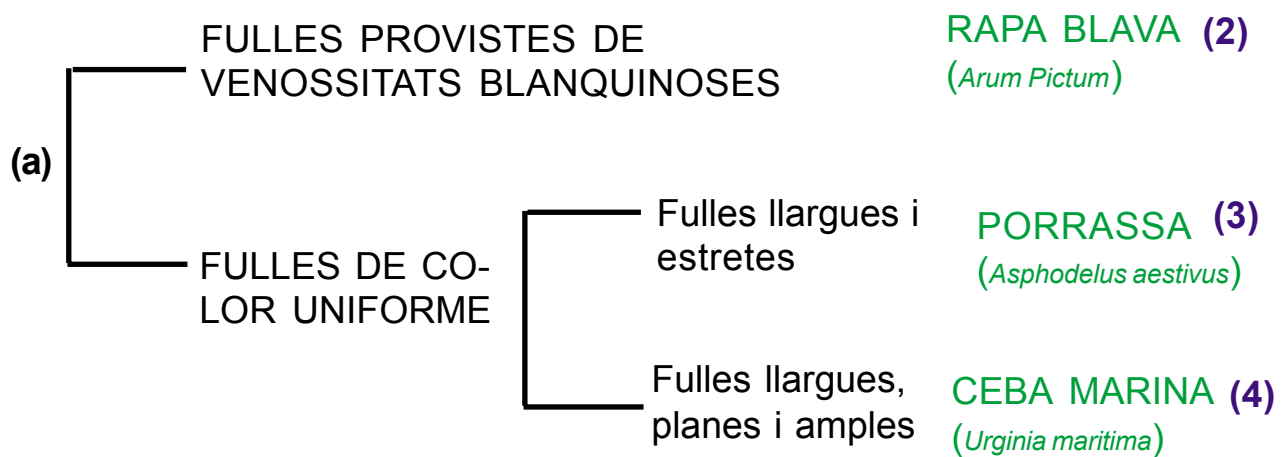 (a)
FULLES PROVISTES DE
VENOSSITATS BLANQUINOSES
RAPA BLAVA (2)
(Arum Pictum)
FULLES DE CO-
LOR UNIFORME
Fulles llargues i
estretes
PORRASSA (3)
(Asphodelus aestivus)
Fulles llargues,
planes i amples
CEBA MARINA (4)
(Urginia maritima)